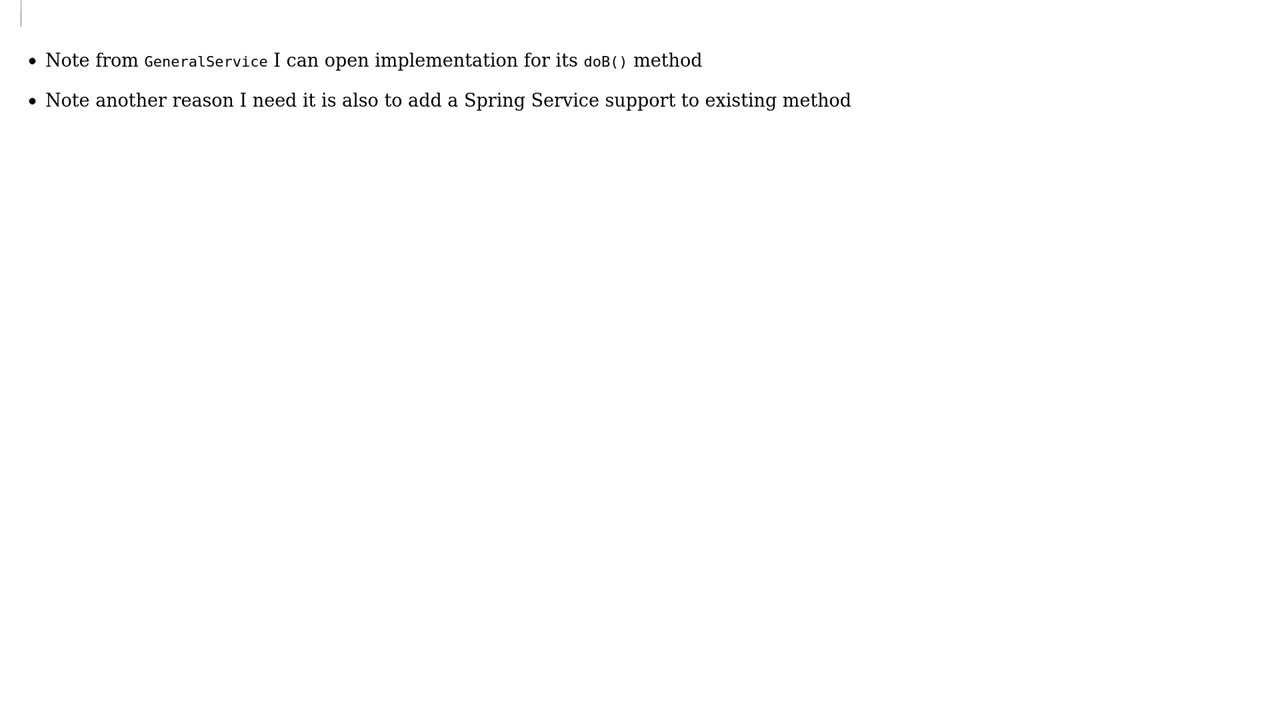 Note from GeneralService I can open implementation for its doB() method
Note another reason I need it is also to add a Spring Service support to existing method